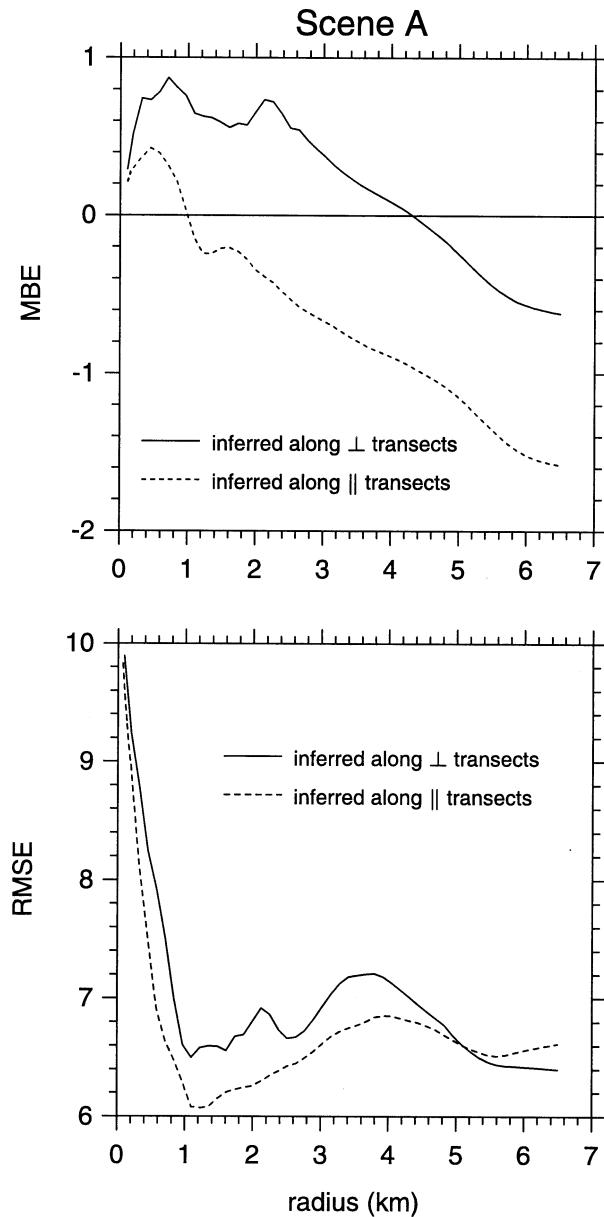 Scene A
1
0
-1
-2
MBE
inferred along ⊥ transects
inferred along || transects
0 1 2 3 4 5 6 7
10
9
8
7
6
RMSE
inferred along ⊥ transects
inferred along || transects
0 1 2 3 4 5 6 7
radius (km)